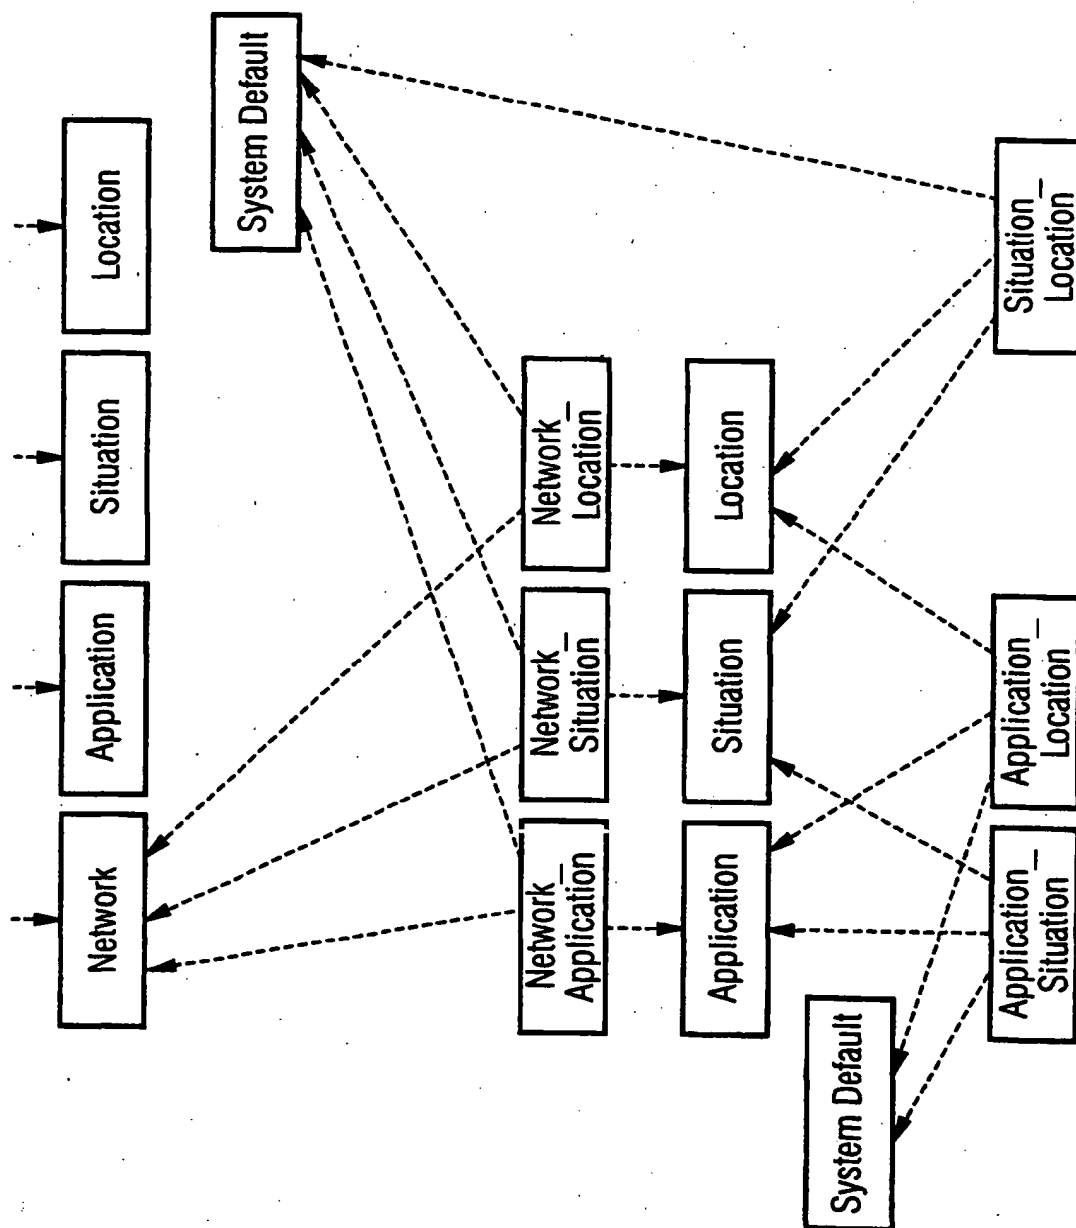 Network
Application
Situation
Location
System Default
Network_
Application
Network_
Situation
Network_
Location
Application
Situation
Location
System Default
Application_
Situation
Application_
Location
Situation_
Location